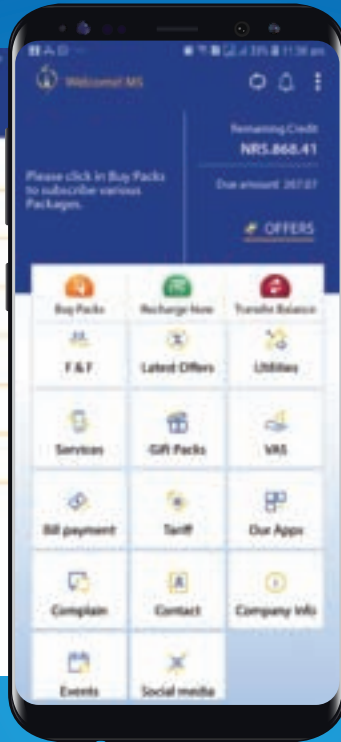 Welcome! MS
Remaining Credit
NRS.868.41
Please click in Buy Packs
to subscribe various
Packages.
Due amount 267.07
OFFERS
Buy Packs
Recharge Now
Transfer Balance
F & F
Latest Offers
Utilities
Services
Gift Packs
VAS
Bill payment
Tariff
Our Apps
Complain
Contact
Company Info
Events
Social media